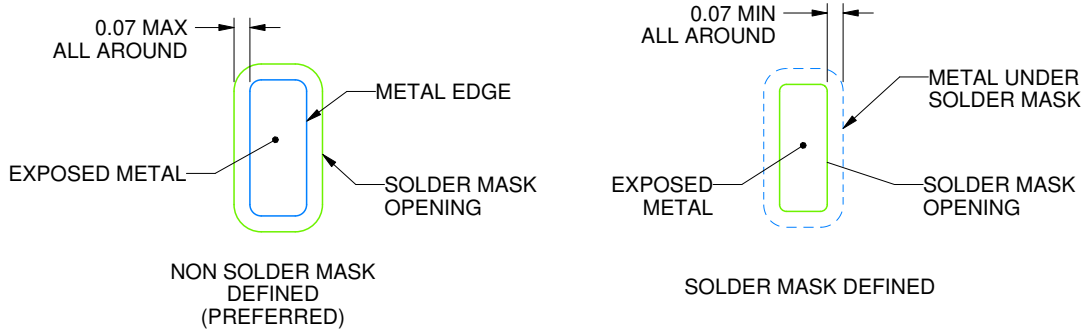 0.07 MAX
ALL AROUND
METAL EDGE
EXPOSED METAL
SOLDER MASK
OPENING
NON SOLDER MASK
DEFINED
(PREFERRED)
0.07 MIN
ALL AROUND
METAL UNDER
SOLDER MASK
EXPOSED
METAL
SOLDER MASK
OPENING
SOLDER MASK DEFINED